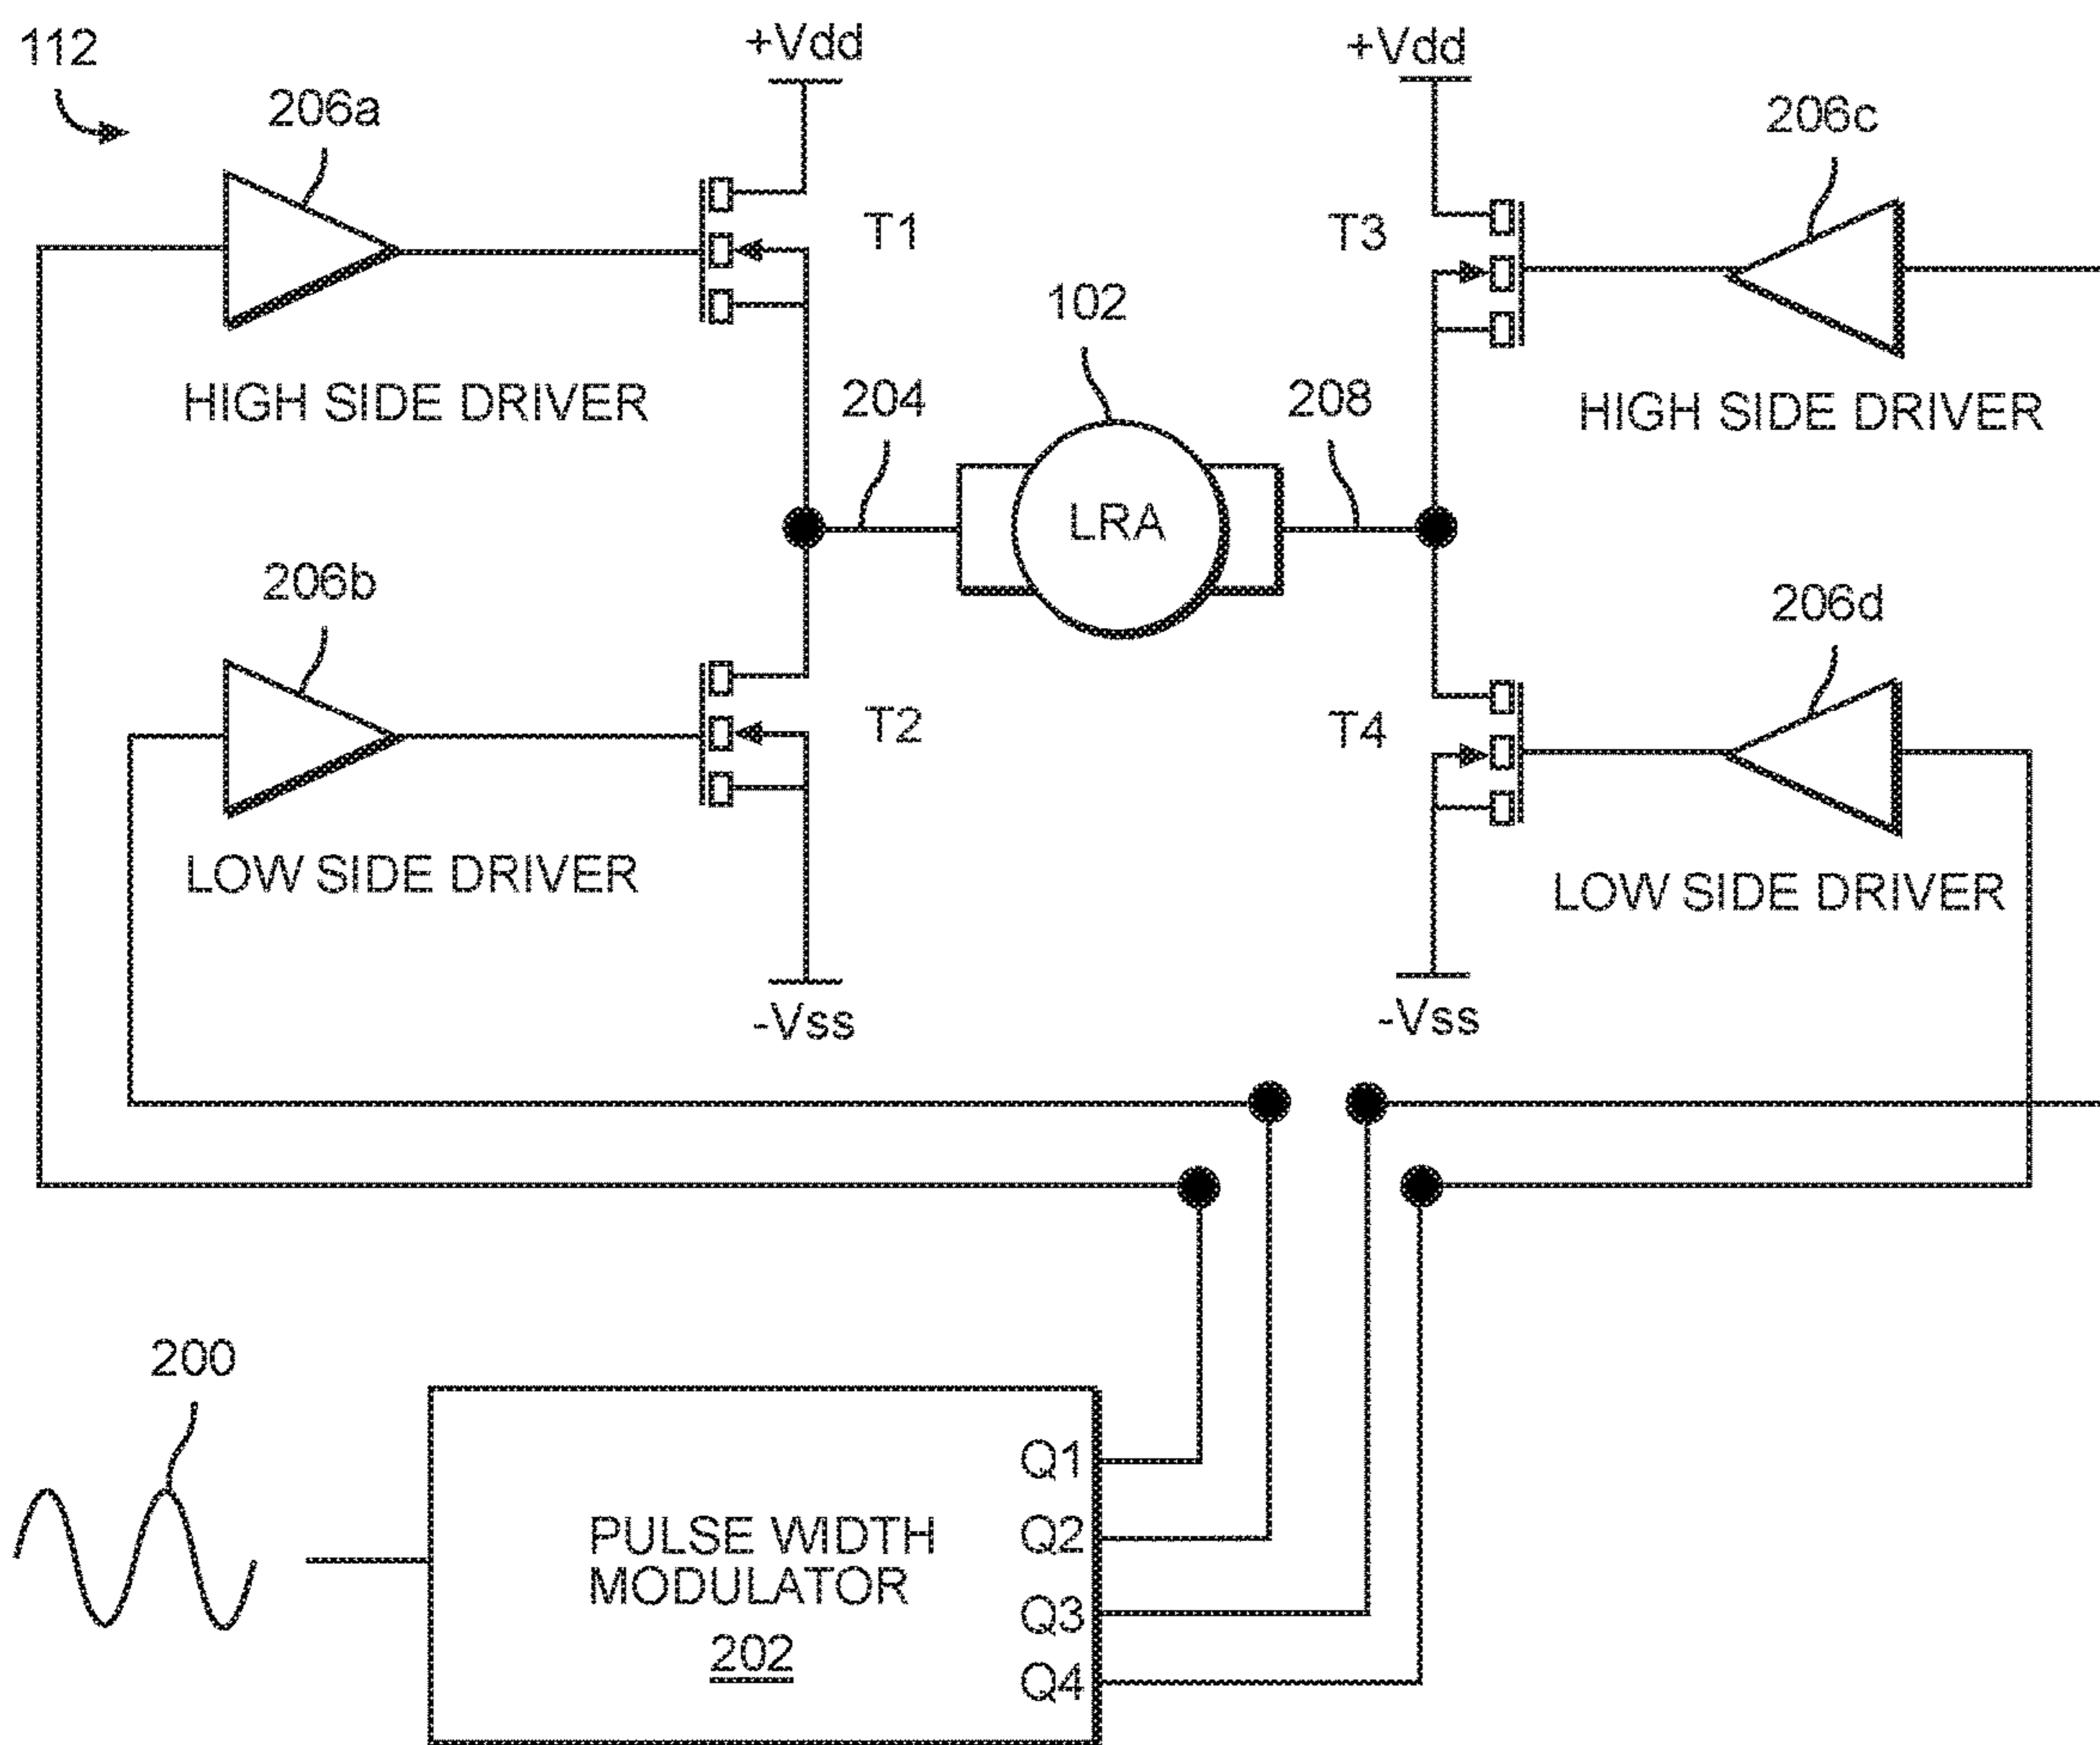 112
+Vdd
+Vdd
206a
206c
T1
T3
102
HIGH SIDE DRIVER
204
208
HIGH SIDE DRIVER
LRA
206b
206d
T2
T4
LOW SIDE DRIVER
LOW SIDE DRIVER
-Vss
-Vss
200
Q1
PULSE WIDTH
Q2
MODULATOR
Q3
202
Q4